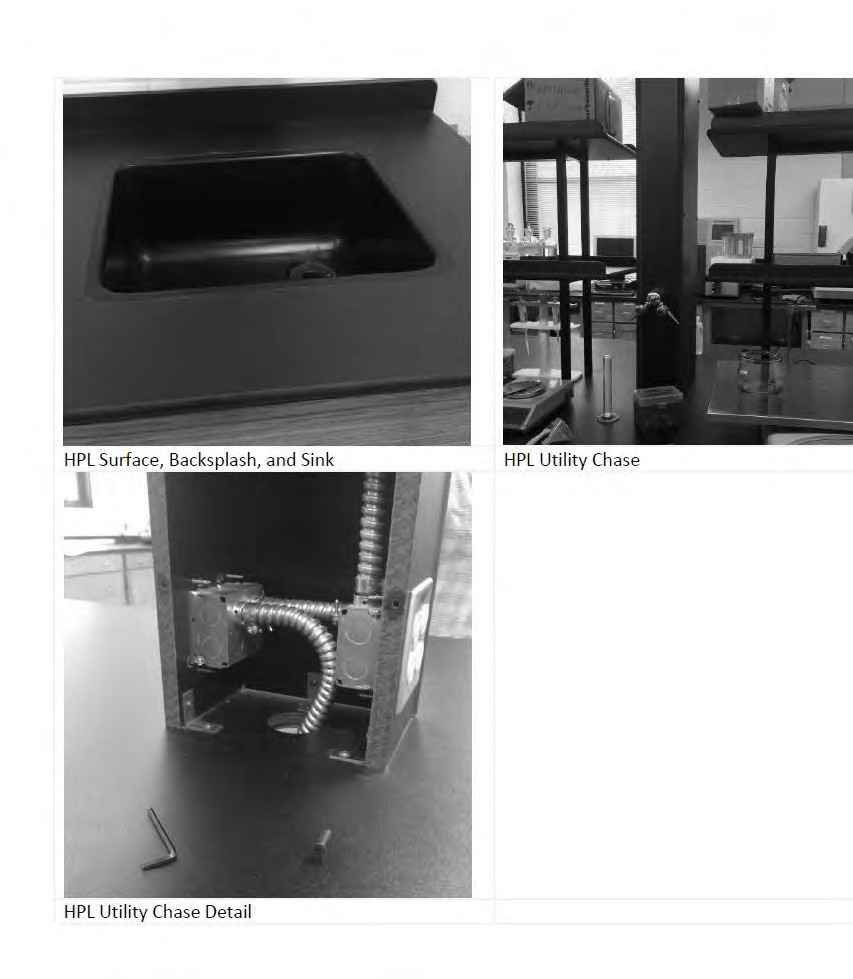 HPL Surface, Backsplash, and Sink
HPL Utility Chase
HPL Utility Chase Detail